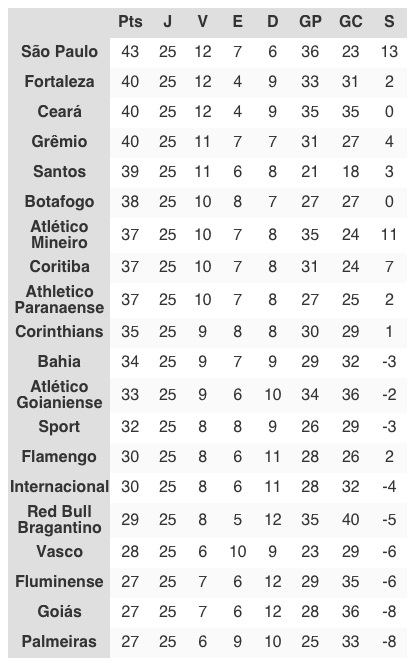 Pts J V E D GP GC S
São Paulo 43 25 12 7 6 36 23 13
Fortaleza 40 25 12 4 9 33 31 2
Ceará 40 25 12 4 9 35 35 0
Grêmio 40 25 11 7 7 31 27 4
Santos 39 25 11 6 8 21 18 3
Botafogo 38 25 10 8 7 27 27 0
Atlético
Mineiro 37 25 10 7 8 35 24 11
Coritiba 37 25 10 7 8 31 24 7
Athletico
Paranaense 37 25 10 7 8 27 25 2
Corinthians 35 25 9 8 8 30 29 1
Bahia 34 25 9 7 9 29 32 -3
Atlético
Goianiense 33 25 9 6 10 34 36 -2
Sport 32 25 8 8 9 26 29 -3
Flamengo 30 25 8 6 11 28 26 2
Internacional 30 25 8 6 11 28 32 -4
Red Bull
Bragantino 29 25 8 5 12 35 40 -5
Vasco 28 25 6 10 9 23 29 -6
Fluminense 27 25 7 6 12 29 35 -6
Goiás 27 25 7 6 12 28 36 -8
Palmeiras 27 25 6 9 10 25 33 -8